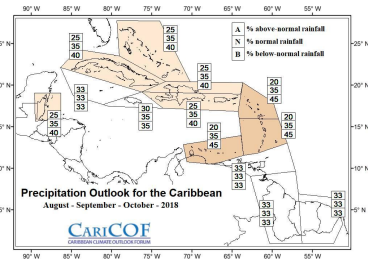 A % above-normal rainfall
N % normal rainfall
B % below-normal rainfall
25
35
40
25
35
40
25°N
25°N
25
35
40
20
35
45
20°N
20°N
33
33
33
30
35
35
25
35
40
25
35
40
20
35
45
20
35
45
15°N
15°N
33
33
33
33
33
33
10°N
10°N
Precipitation Outlook for the Caribbean
August - September - October - 2018
33
33
33
33
33
33
5°N
5°N
CARICOF
CARIBBEAN CLIMATE OUTLOOK FORUM
90° W 85° W 80° W 75° W 70° W 65° W 60° W 55° W